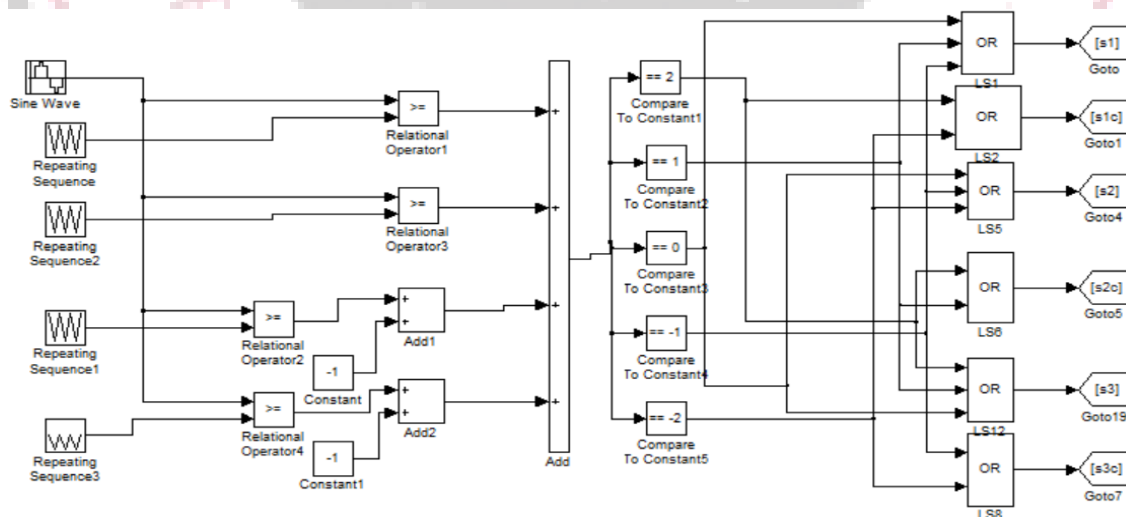 Sine Wave
Repeating
Sequence
Repeating
Sequence2
Repeating
Sequence1
Repeating
Sequence3
>=
Relational
Operator1
>=
Relational
Operator3
>=
Relational
Operator2
>=
Relational
Operator4
-1
Constant
-1
Constant1
+
+
Add1
+
+
Add2
+
+
+
+
Add
== 2
Compare
To Constant1
== 1
Compare
To Constant2
== 0
Compare
To Constant3
== -1
Compare
To Constant4
== -2
Compare
To Constant5
OR
LS1
OR
LS2
OR
LS5
OR
LS6
OR
LS12
OR
LS8
[s1]
Goto
[s1c]
Goto1
[s2]
Goto4
[s2c]
Goto5
[s3]
Goto19
[s3c]
Goto7